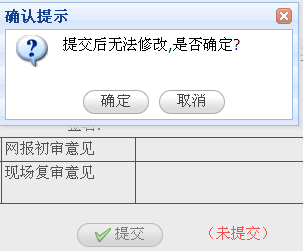 确认提示
提交后无法修改,是否确定?
确定
取消
网报初审意见
现场复审意见
提交
（未提交）